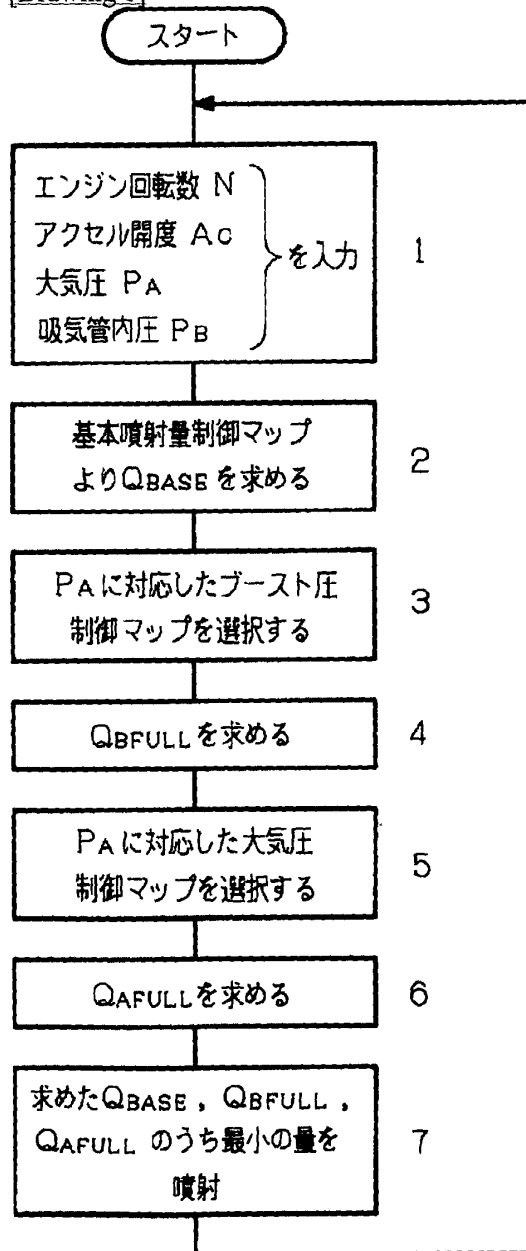 スタート
エンジン回転数 N
アクセル開度 Ac
大気圧 PA
吸気管内圧 PB
を入力
1
基本噴射量制御マップ
よりQBASEを求める
2
PAに対応したブースト圧
制御マップを選択する
3
QBFULLを求める
4
PAに対応した大気圧
制御マップを選択する
5
QAFULLを求める
6
求めたQBASE , QBFULL ,
QAFULL のうち最小の量を
噴射
7